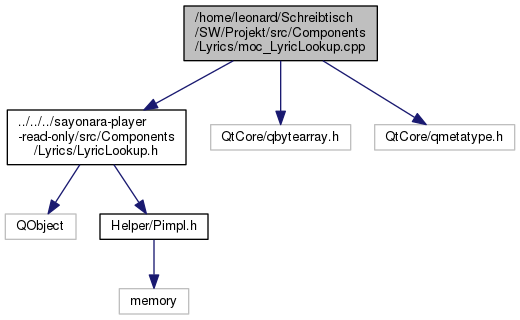 /home/leonard/Schreibtisch
/SW/Projekt/src/Components
/Lyrics/moc_LyricLookup.cpp
../../../sayonara-player
-read-only/src/Components
/Lyrics/LyricLookup.h
QtCore/qbytearray.h
QtCore/qmetatype.h
QObject
Helper/Pimpl.h
memory